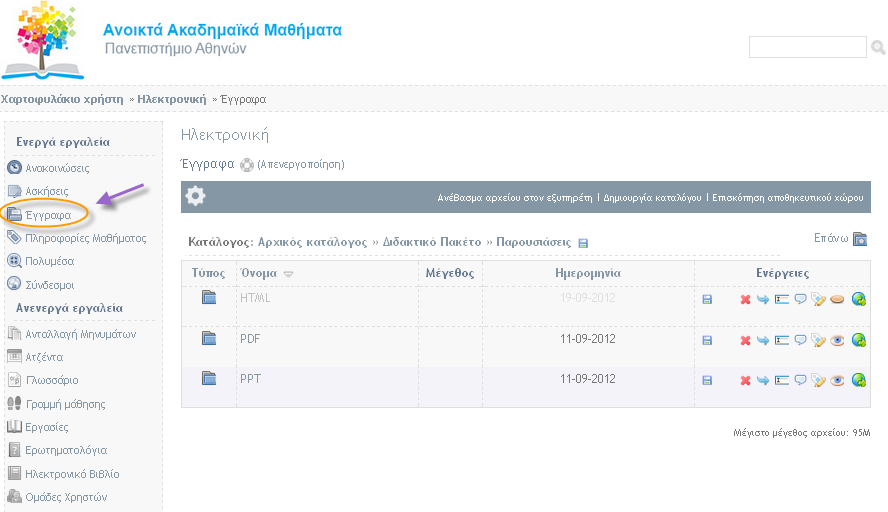 Ανοικτά Ακαδημαϊκά Μαθήματα
Πανεπιστήμιο Αθηνών
Χαρτοφυλάκιο χρήστη » Ηλεκτρονική » Έγγραφα
Ενεργά εργαλεία
Ανακοινώσεις
Ασκήσεις
Έγγραφα
Πληροφορίες Μαθήματος
Πολυμέσα
Σύνδεσμοι
Ανενεργά εργαλεία
Ανταλλαγή Μηνυμάτων
Ατζέντα
Γλωσσάριο
Γραμμή μάθησης
Εργασίες
Ερωτηματολόγια
Ηλεκτρονικό Βιβλίο
Ομάδες Χρηστών
Ηλεκτρονική
Έγγραφα (Απενεργοποίηση)
Ανέβασμα αρχείου στον εξυπηρέτη | Δημιουργία καταλόγου | Επισκόπηση αποθηκευτικού χώρου
Κατάλογος: Αρχικός κατάλογος » Διδακτικό Πακέτο » Παρουσιάσεις Επάνω
Τύπος Όνομα Μέγεθος Ημερομηνία Ενέργειες
HTML 19-09-2012
PDF 11-09-2012
PPT 11-09-2012
Μέγιστο μέγεθος αρχείου: 95M